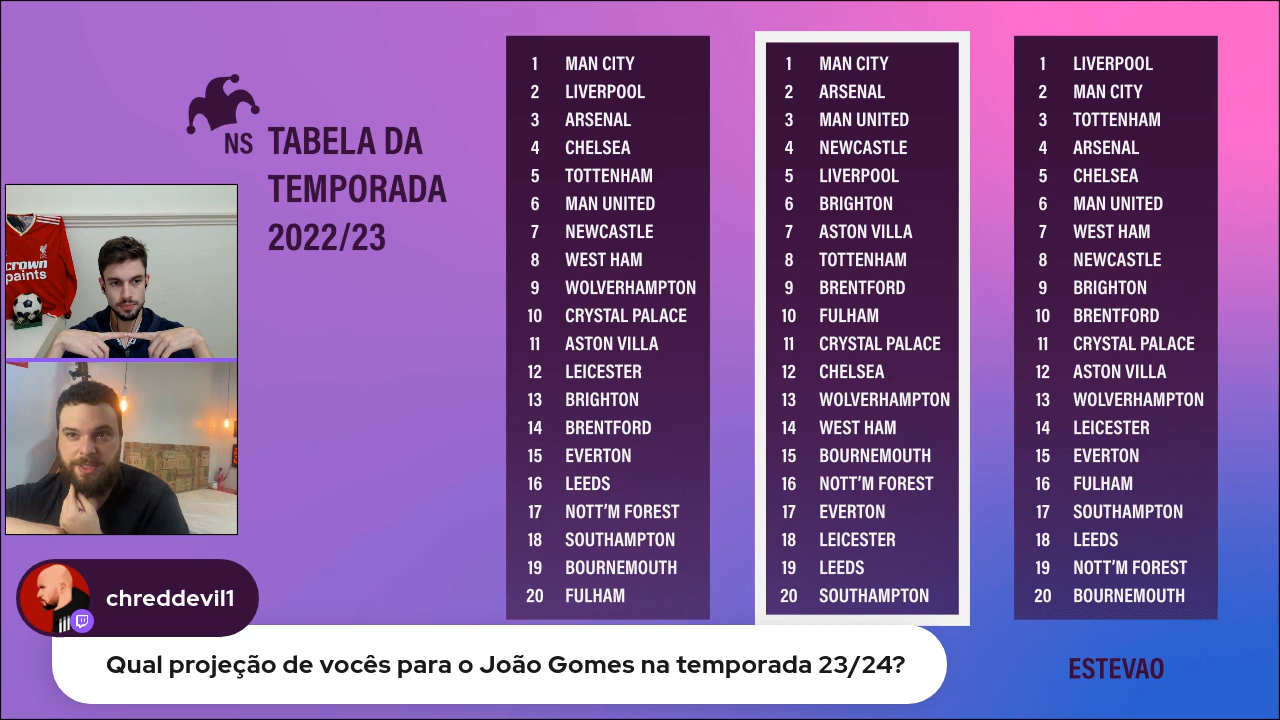 NS
TABELA DA
TEMPORADA
2022/23
1 MAN CITY
2 LIVERPOOL
3 ARSENAL
4 CHELSEA
5 TOTTENHAM
6 MAN UNITED
7 NEWCASTLE
8 WEST HAM
9 WOLVERHAMPTON
10 CRYSTAL PALACE
11 ASTON VILLA
12 LEICESTER
13 BRIGHTON
14 BRENTFORD
15 EVERTON
16 LEEDS
17 NOTT’M FOREST
18 SOUTHAMPTON
19 BOURNEMOUTH
20 FULHAM
1 MAN CITY
2 ARSENAL
3 MAN UNITED
4 NEWCASTLE
5 LIVERPOOL
6 BRIGHTON
7 ASTON VILLA
8 TOTTENHAM
9 BRENTFORD
10 FULHAM
11 CRYSTAL PALACE
12 CHELSEA
13 WOLVERHAMPTON
14 WEST HAM
15 BOURNEMOUTH
16 NOTT’M FOREST
17 EVERTON
18 LEICESTER
19 LEEDS
20 SOUTHAMPTON
1 LIVERPOOL
2 MAN CITY
3 TOTTENHAM
4 ARSENAL
5 CHELSEA
6 MAN UNITED
7 WEST HAM
8 NEWCASTLE
9 BRIGHTON
10 BRENTFORD
11 CRYSTAL PALACE
12 ASTON VILLA
13 WOLVERHAMPTON
14 LEICESTER
15 EVERTON
16 FULHAM
17 SOUTHAMPTON
18 LEEDS
19 NOTT’M FOREST
20 BOURNEMOUTH
ESTEVAO
crown
paints
chreddevil1
Qual projeção de vocês para o João Gomes na temporada 23/24?